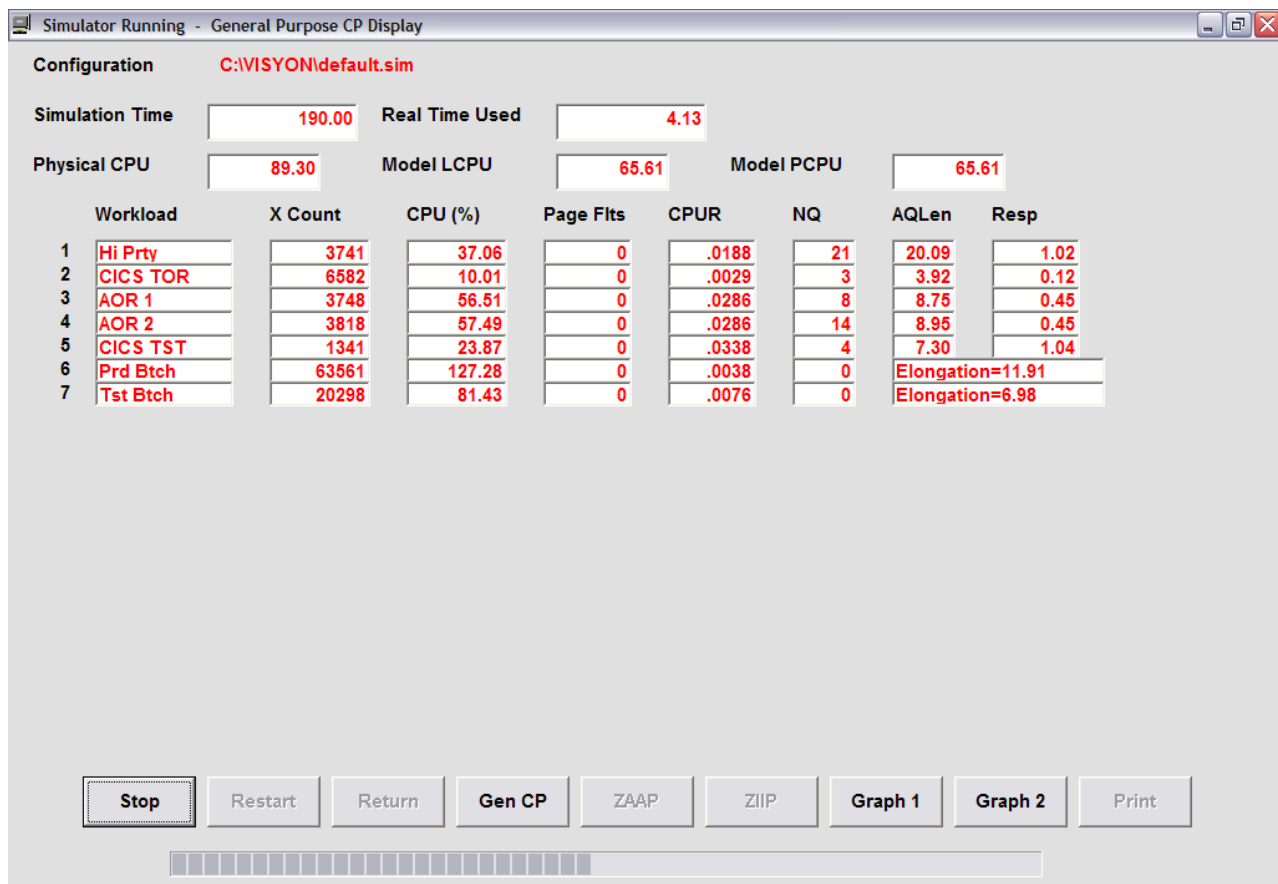 Simulator Running - General Purpose CP Display
Configuration C:\VISYON\default.sim
Simulation Time 190.00 Real Time Used 4.13
Physical CPU 89.30 Model LCPU 65.61 Model PCPU 65.61
Workload X Count CPU (%) Page Flts CPUR NQ AQLen Resp
1 Hi Prty 3741 37.06 0 .0188 21 20.09 1.02
2 CICS TOR 6582 10.01 0 .0029 3 3.92 0.12
3 AOR 1 3748 56.51 0 .0286 8 8.75 0.45
4 AOR 2 3818 57.49 0 .0286 14 8.95 0.45
5 CICS TST 1341 23.87 0 .0338 4 7.30 1.04
6 Prd Btch 63561 127.28 0 .0038 0 Elongation=11.91
7 Tst Btch 20298 81.43 0 .0076 0 Elongation=6.98
Stop Restart Return Gen CP ZAAP ZIIP Graph 1 Graph 2 Print